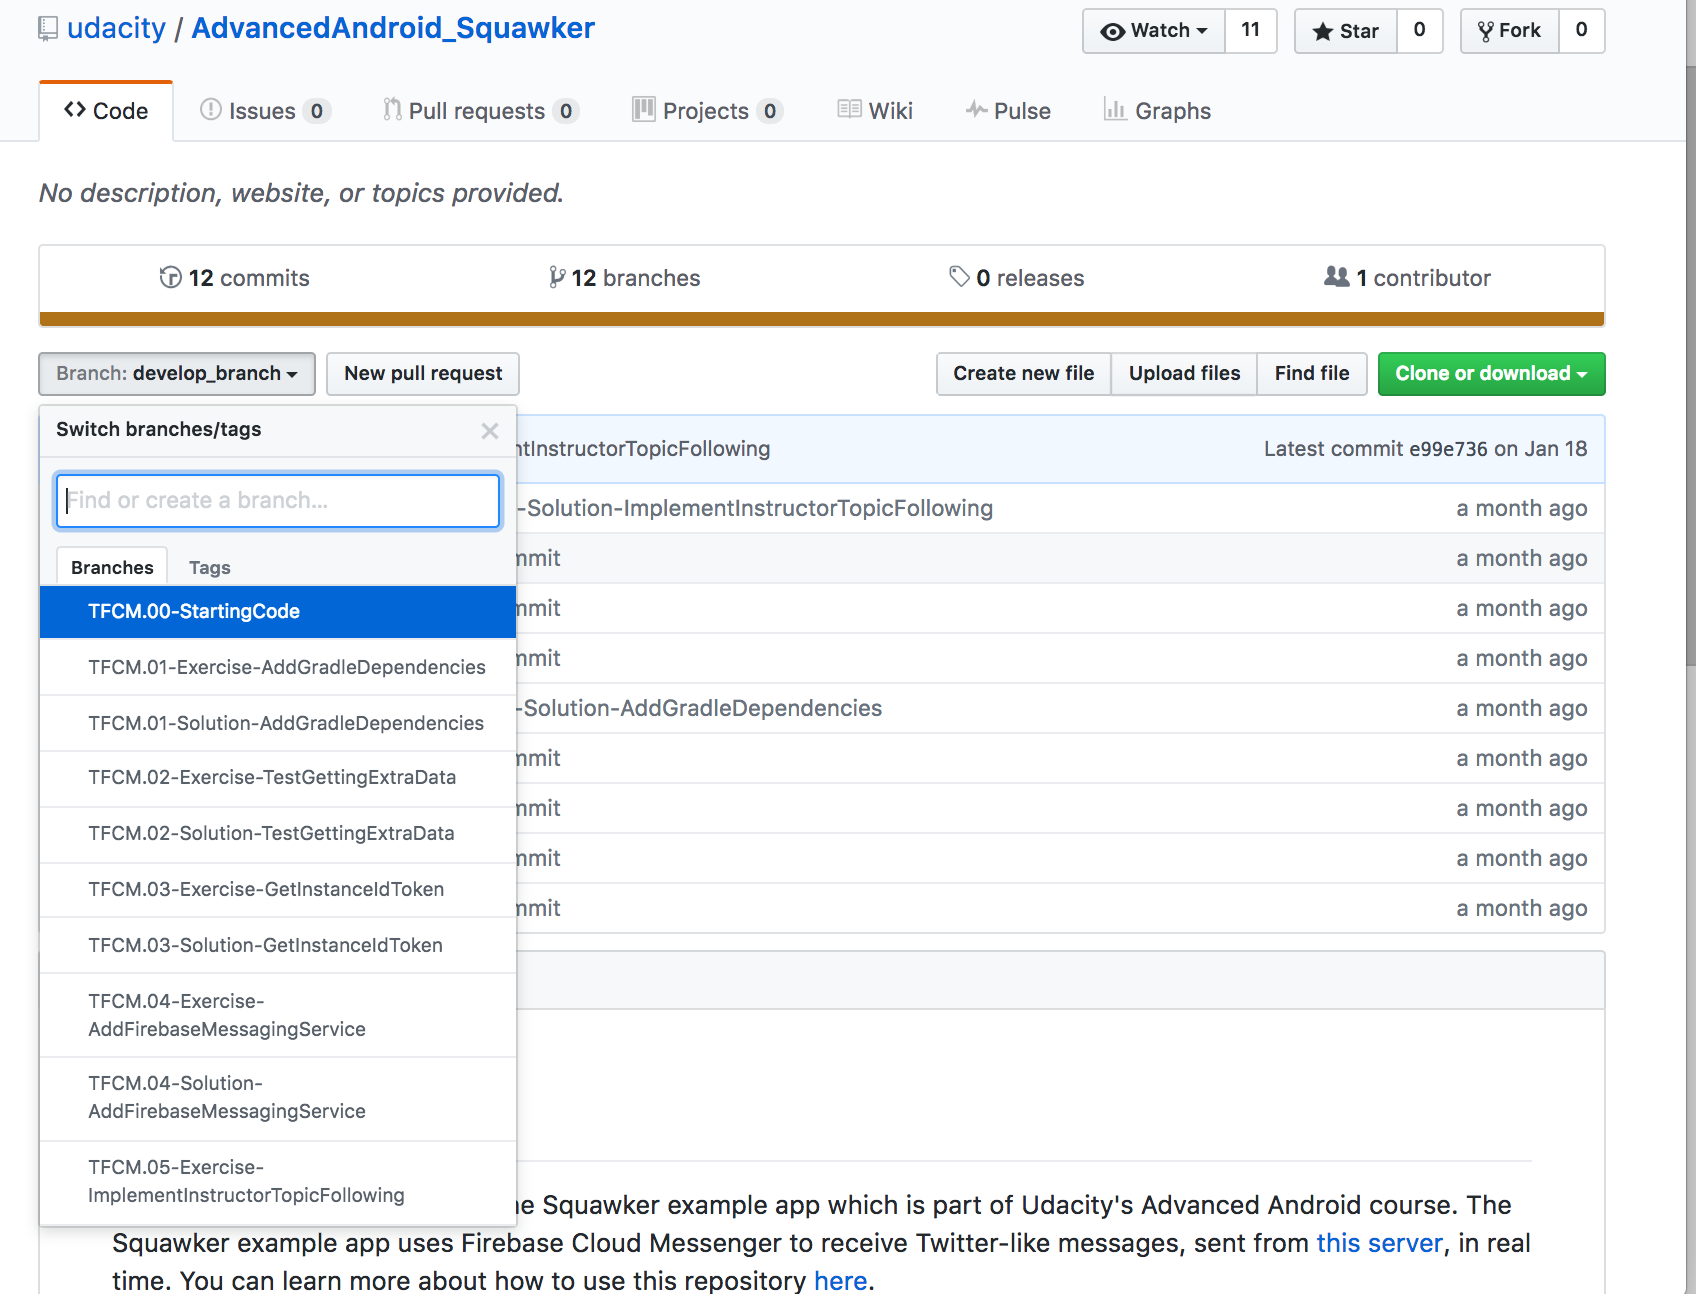 udacity / AdvancedAndroid_Squawker
Watch 11 Star 0 Fork 0
Code Issues 0 Pull requests 0 Projects 0 Wiki Pulse Graphs
No description, website, or topics provided.
12 commits 12 branches 0 releases 1 contributor
Branch: develop_branch New pull request Create new file Upload files Find file Clone or download
Switch branches/tags
ntInstructorTopicFollowing Latest commit e99e736 on Jan 18
Find or create a branch...
-Solution-ImplementInstructorTopicFollowing a month ago
mmit a month ago
Branches Tags
TFCM.00-StartingCode
mmit a month ago
TFCM.01-Exercise-AddGradleDependencies
mmit a month ago
TFCM.01-Solution-AddGradleDependencies
-Solution-AddGradleDependencies a month ago
TFCM.02-Exercise-TestGettingExtraData
mmit a month ago
TFCM.02-Solution-TestGettingExtraData
mmit a month ago
TFCM.03-Exercise-GetInstanceIdToken
mmit a month ago
TFCM.03-Solution-GetInstanceIdToken
mmit a month ago
TFCM.04-Exercise-
AddFirebaseMessagingService
TFCM.04-Solution-
AddFirebaseMessagingService
TFCM.05-Exercise-
ImplementInstructorTopicFollowing
he Squawker example app which is part of Udacity's Advanced Android course. The
Squawker example app uses Firebase Cloud Messenger to receive Twitter-like messages, sent from this server, in real
time. You can learn more about how to use this repository here.